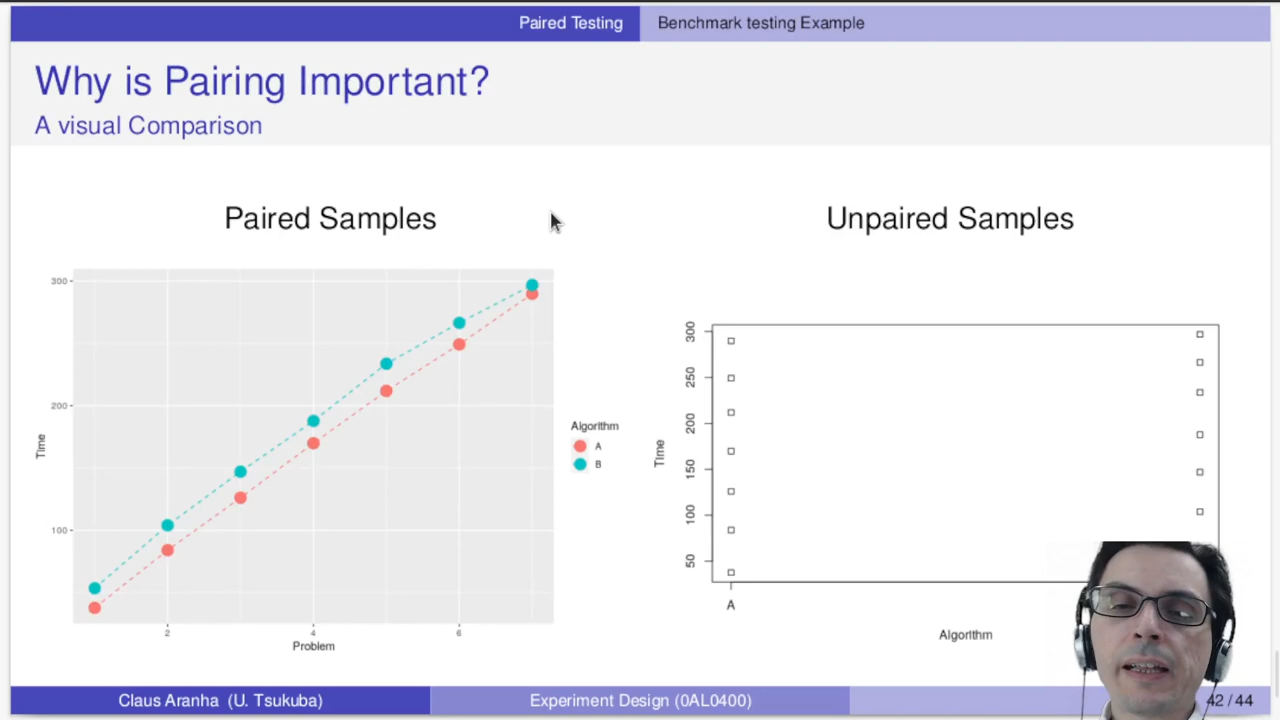 Paired Testing
Benchmark testing Example
Why is Pairing Important?
A visual Comparison
Paired Samples
Unpaired Samples
300
200
100
Time
2
4
6
Problem
Algorithm
A
B
300
250
200
150
100
50
Time
A
Algorithm
Claus Aranha (U. Tsukuba)
Experiment Design (0AL0400)
42 / 44